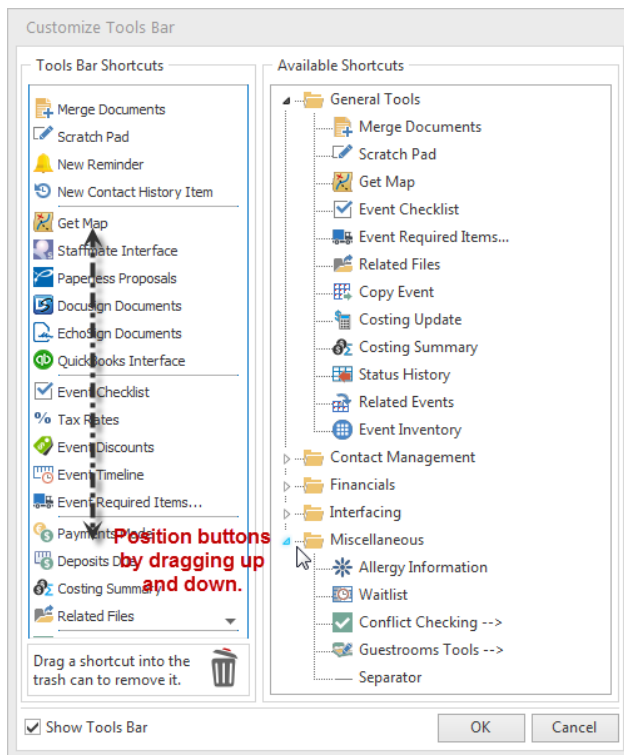 Customize Tools Bar
Tools Bar Shortcuts
Merge Documents
Scratch Pad
New Reminder
New Contact History Item
Get Map
Staffmate Interface
Paperless Proposals
Docusign Documents
EchoSign Documents
QuickBooks Interface
Event Checklist
% Tax Rates
Event Discounts
Event Timeline
Event Required Items...
Payments Made
Deposits Due
Costing Summary
Related Files
Position buttons
by dragging up
and down.
Drag a shortcut into the
trash can to remove it.
Show Tools Bar
Available Shortcuts
General Tools
Merge Documents
Scratch Pad
Get Map
Event Checklist
Event Required Items...
Related Files
Copy Event
Costing Update
Costing Summary
Status History
Related Events
Event Inventory
Contact Management
Financials
Interfacing
Miscellaneous
Allergy Information
Waitlist
Conflict Checking -->
Guestrooms Tools -->
Separator
OK
Cancel